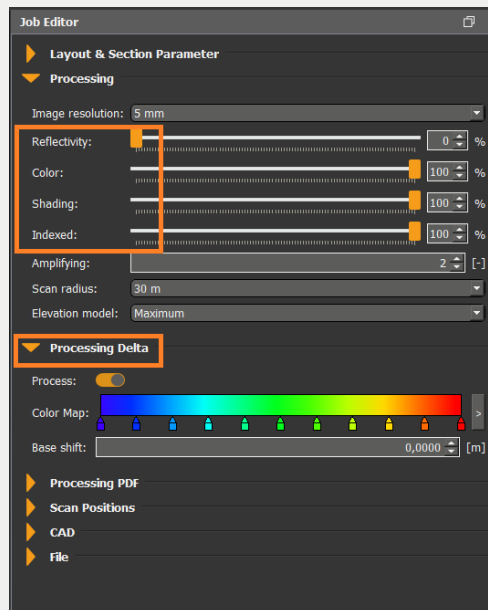 Job Editor
Layout & Section Parameter
Processing
Image resolution: 5 mm
Reflectivity: 0 %
Color: 100 %
Shading: 100 %
Indexed: 100 %
Amplifying: 2 [-]
Scan radius: 30 m
Elevation model: Maximum
Processing Delta
Process:
Color Map: >
Base shift: 0,0000 [m]
Processing PDF
Scan Positions
CAD
File